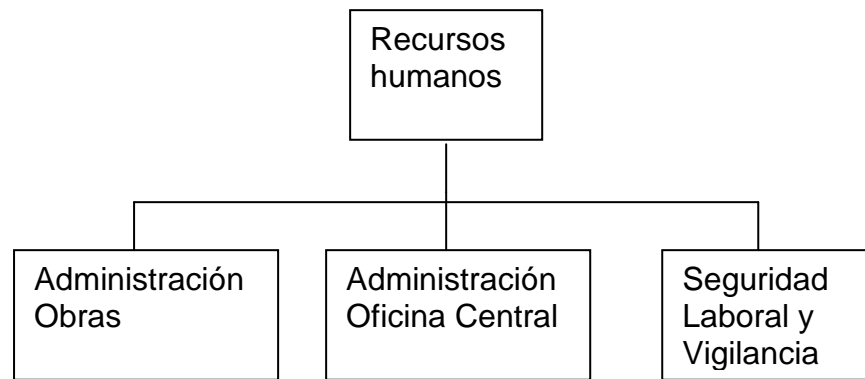 Recursos
humanos
Administración
Obras
Administración
Oficina Central
Seguridad
Laboral y
Vigilancia